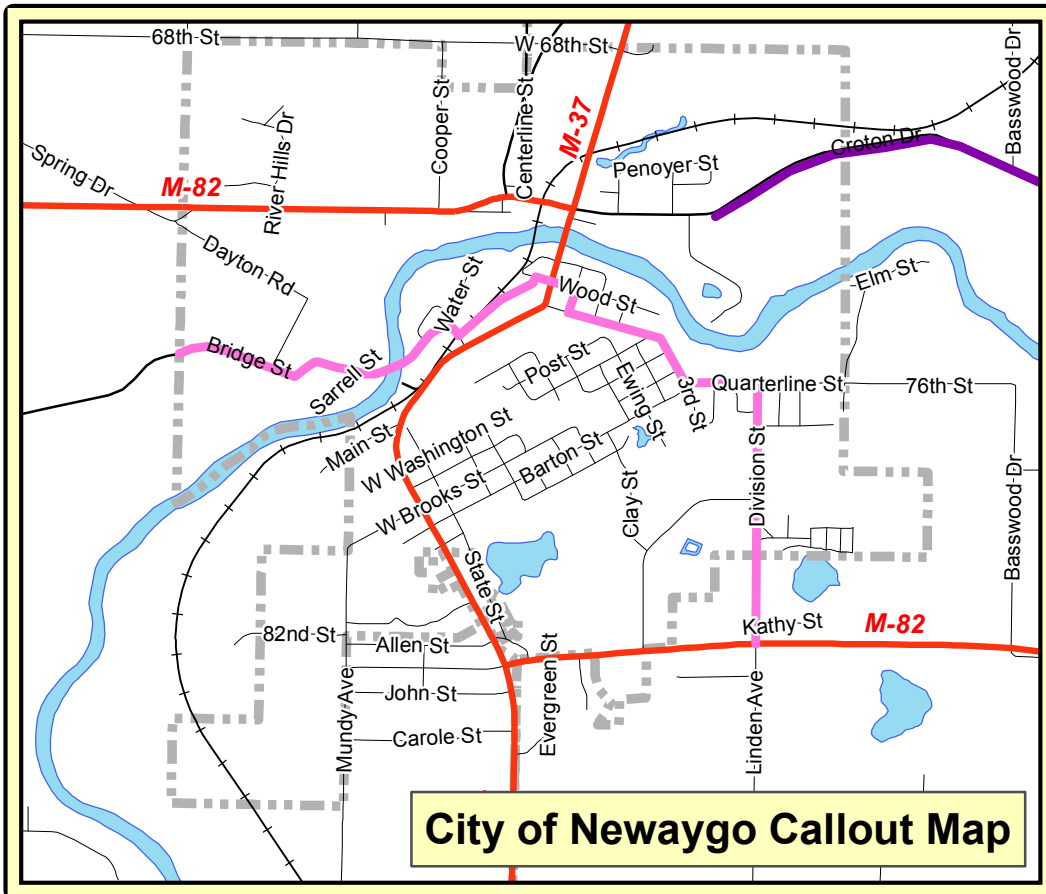 68th St
W 68th St
Basswood Dr
Cooper St
Centerline St
M-37
Croton Dr
Penoyer St
Spring Dr
River Hills Dr
M-82
Dayton Rd
Water St
Wood St
Elm St
Bridge St
Sarrell St
Post St
Ewing St
3rd St
Quarterline St
76th St
Main St
W Washington St
Barton St
W Brooks St
Clay St
Division St
Basswood Dr
State St
82nd St
Allen St
Kathy St
M-82
Evergreen St
John St
Mundy Ave
Carole St
Linden Ave
City of Newaygo Callout Map